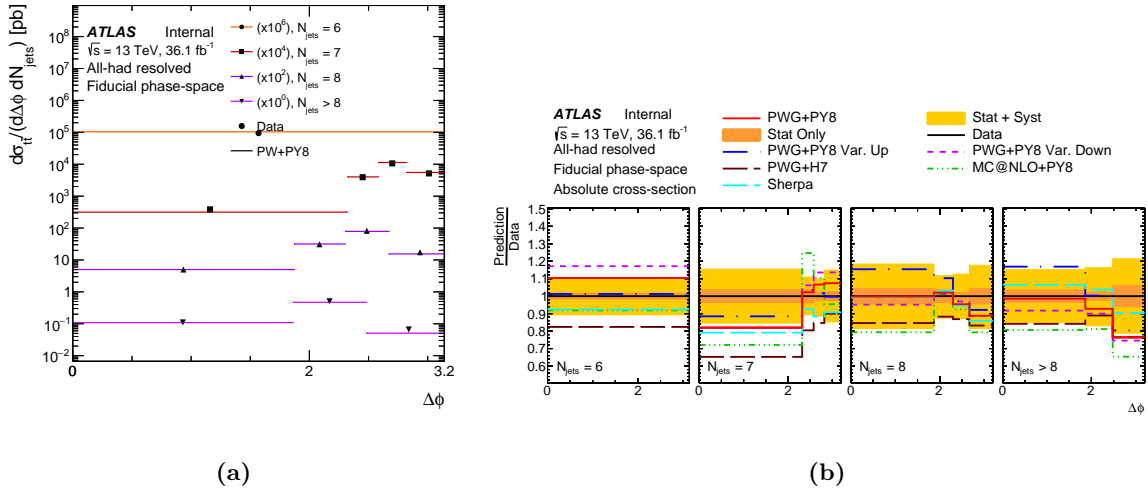 dσ_tt̄/(dΔφ dN_jets) [pb]
10⁸
10⁷
10⁶
10⁵
10⁴
10³
10²
10
1
10⁻¹
10⁻²
ATLAS Internal
√s = 13 TeV, 36.1 fb⁻¹
All-had resolved
Fiducial phase-space
(x10⁶), N_jets = 6
(x10⁴), N_jets = 7
(x10²), N_jets = 8
(x10⁰), N_jets > 8
Data
PW+PY8
0 2 3.2
Δφ
(a)
ATLAS Internal
√s = 13 TeV, 36.1 fb⁻¹
All-had resolved
Fiducial phase-space
Absolute cross-section
PWG+PY8
Stat Only
PWG+PY8 Var. Up
PWG+H7
Sherpa
Stat + Syst
Data
PWG+PY8 Var. Down
MC@NLO+PY8
Prediction
Data
1.5
1.4
1.3
1.2
1.1
1
0.9
0.8
0.7
0.6
N_jets = 6 N_jets = 7 N_jets = 8 N_jets > 8
0 2 0 2 0 2 0 2
Δφ
(b)